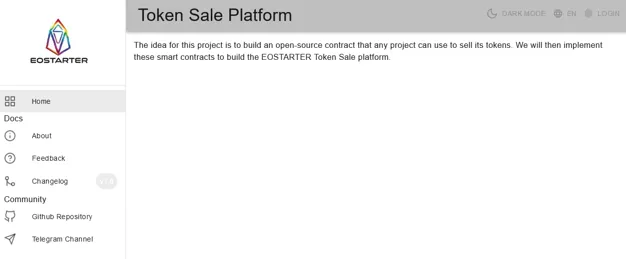 EOSTARTER
Token Sale Platform
DARK MODE
EN
LOGIN
The idea for this project is to build an open-source contract that any project can use to sell its tokens. We will then implement
these smart contracts to build the EOSTARTER Token Sale platform.
Home
Docs
About
Feedback
Changelog
Community
Github Repository
Telegram Channel